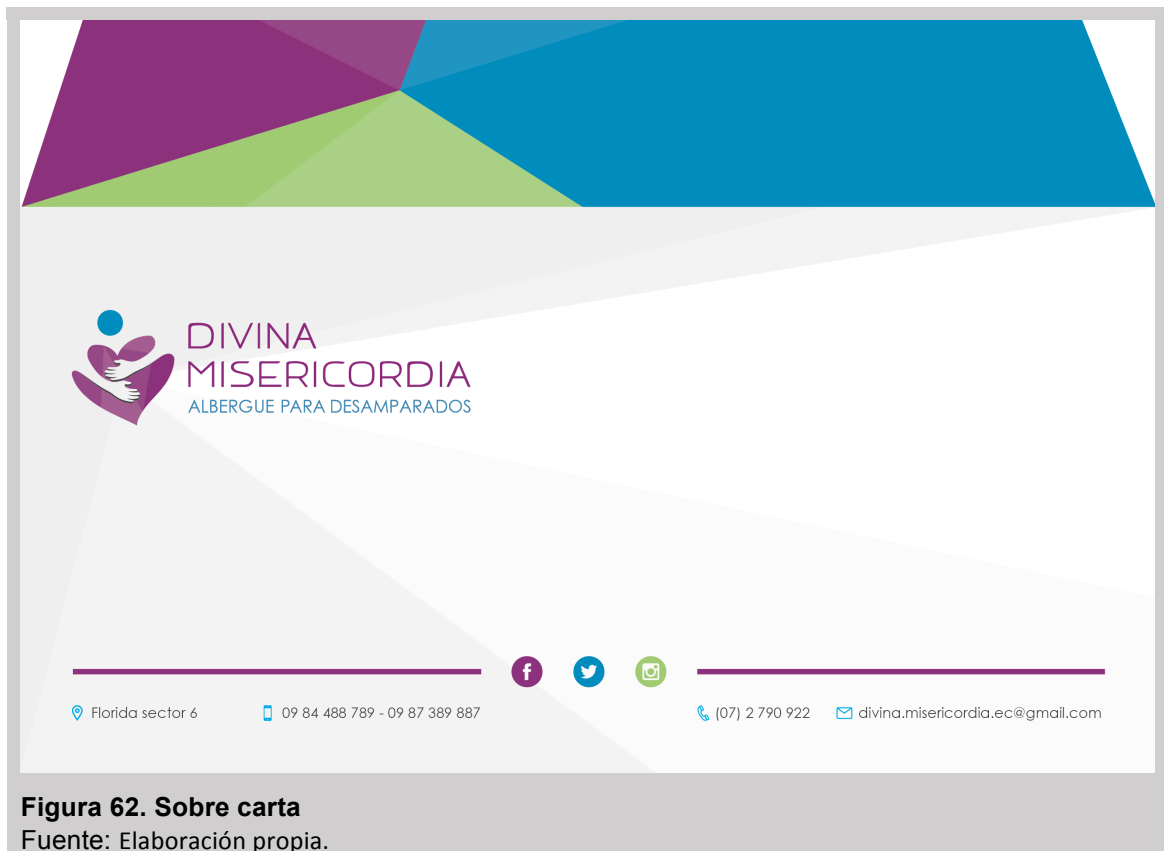 DIVINA
MISERICORDIA
ALBERGUE PARA DESAMPARADOS
Florida sector 6
09 84 488 789 - 09 87 389 887
(07) 2 790 922
divina.misericordia.ec@gmail.com
Figura 62. Sobre carta
Fuente: Elaboración propia.